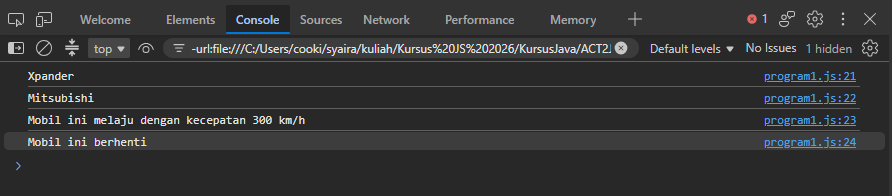 Welcome Elements Console Sources Network Performance Memory 1
top -url:file:///C:/Users/cooki/syaira/kuliah/Kursus%20JS%202026/KursusJava/ACT2J Default levels No Issues 1 hidden
Xpander program1.js:21
Mitsubishi program1.js:22
Mobil ini melaju dengan kecepatan 300 km/h program1.js:23
Mobil ini berhenti program1.js:24